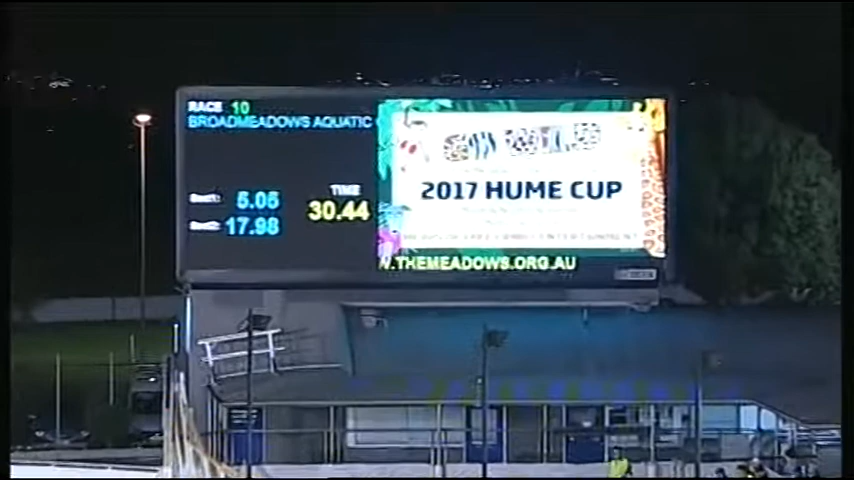 RACE 10
BROADMEADOWS AQUATIC
TIME
5.05
30.44
17.98
2017 HUME CUP
.THEMEADOWS.ORG.AU